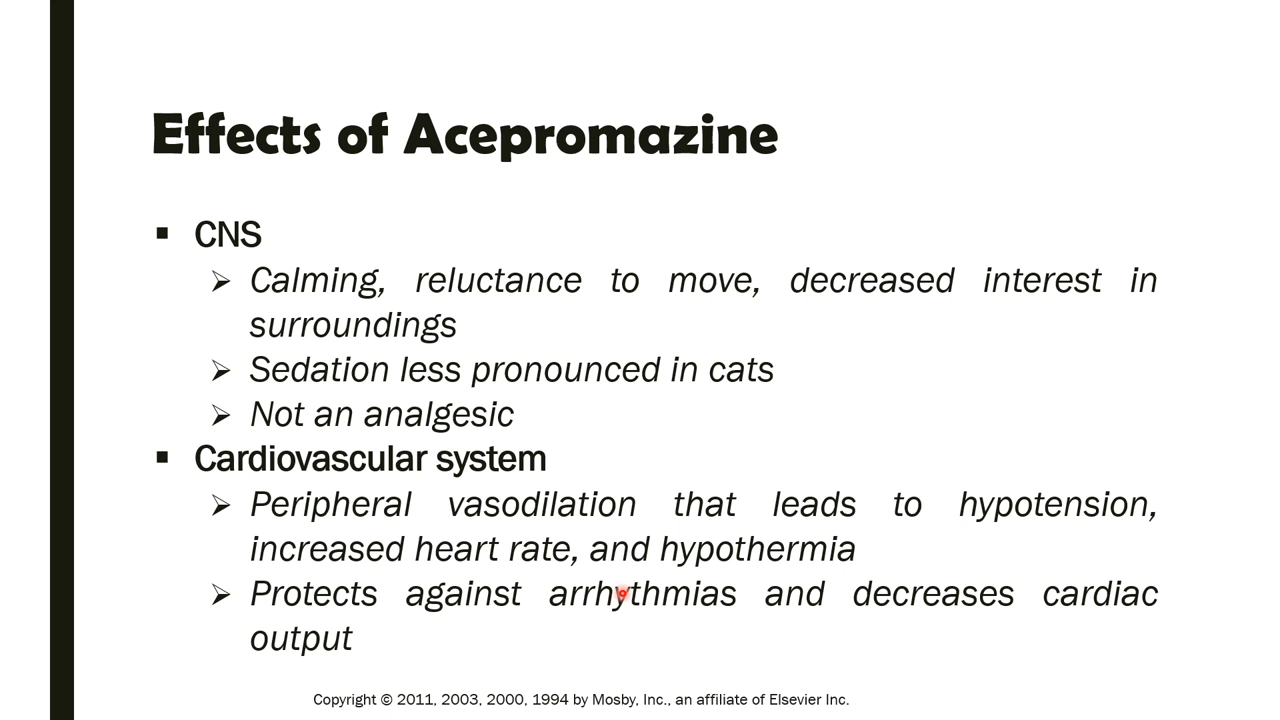 Effects of Acepromazine
▪ CNS
➢ Calming, reluctance to move, decreased interest in
surroundings
➢ Sedation less pronounced in cats
➢ Not an analgesic
▪ Cardiovascular system
➢ Peripheral vasodilation that leads to hypotension,
increased heart rate, and hypothermia
➢ Protects against arrhythmias and decreases cardiac
output
Copyright © 2011, 2003, 2000, 1994 by Mosby, Inc., an affiliate of Elsevier Inc.